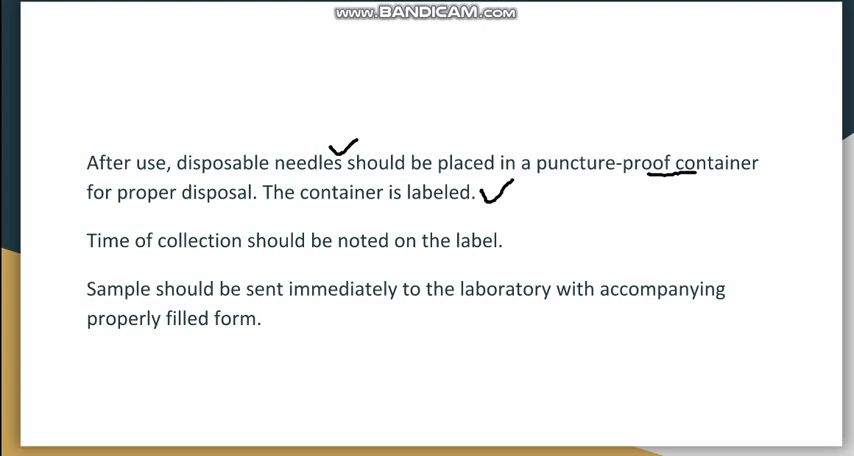 www.BANDICAM.com
After use, disposable needles should be placed in a puncture-proof container
for proper disposal. The container is labeled.
Time of collection should be noted on the label.
Sample should be sent immediately to the laboratory with accompanying
properly filled form.